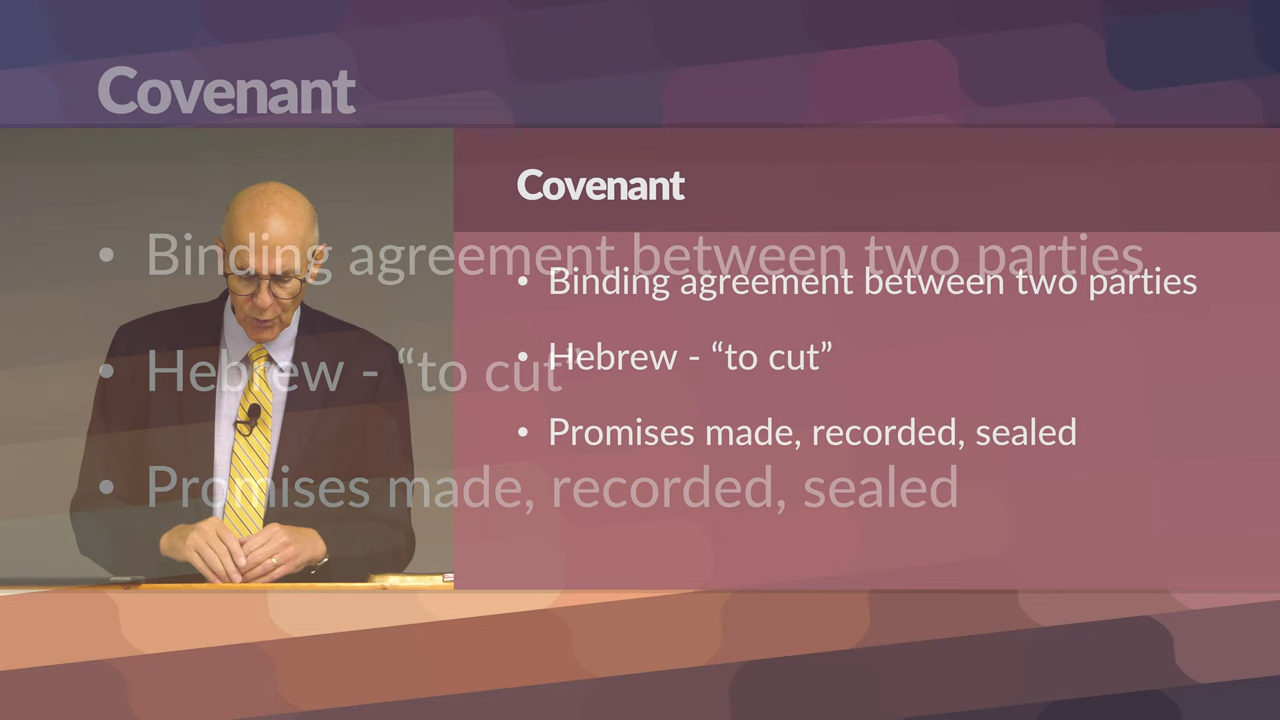 Covenant
• Binding agreement between two parties
• Hebrew - “to cut”
• Promises made, recorded, sealed
Covenant
• Binding agreement between two parties
• Hebrew - “to cut”
• Promises made, recorded, sealed